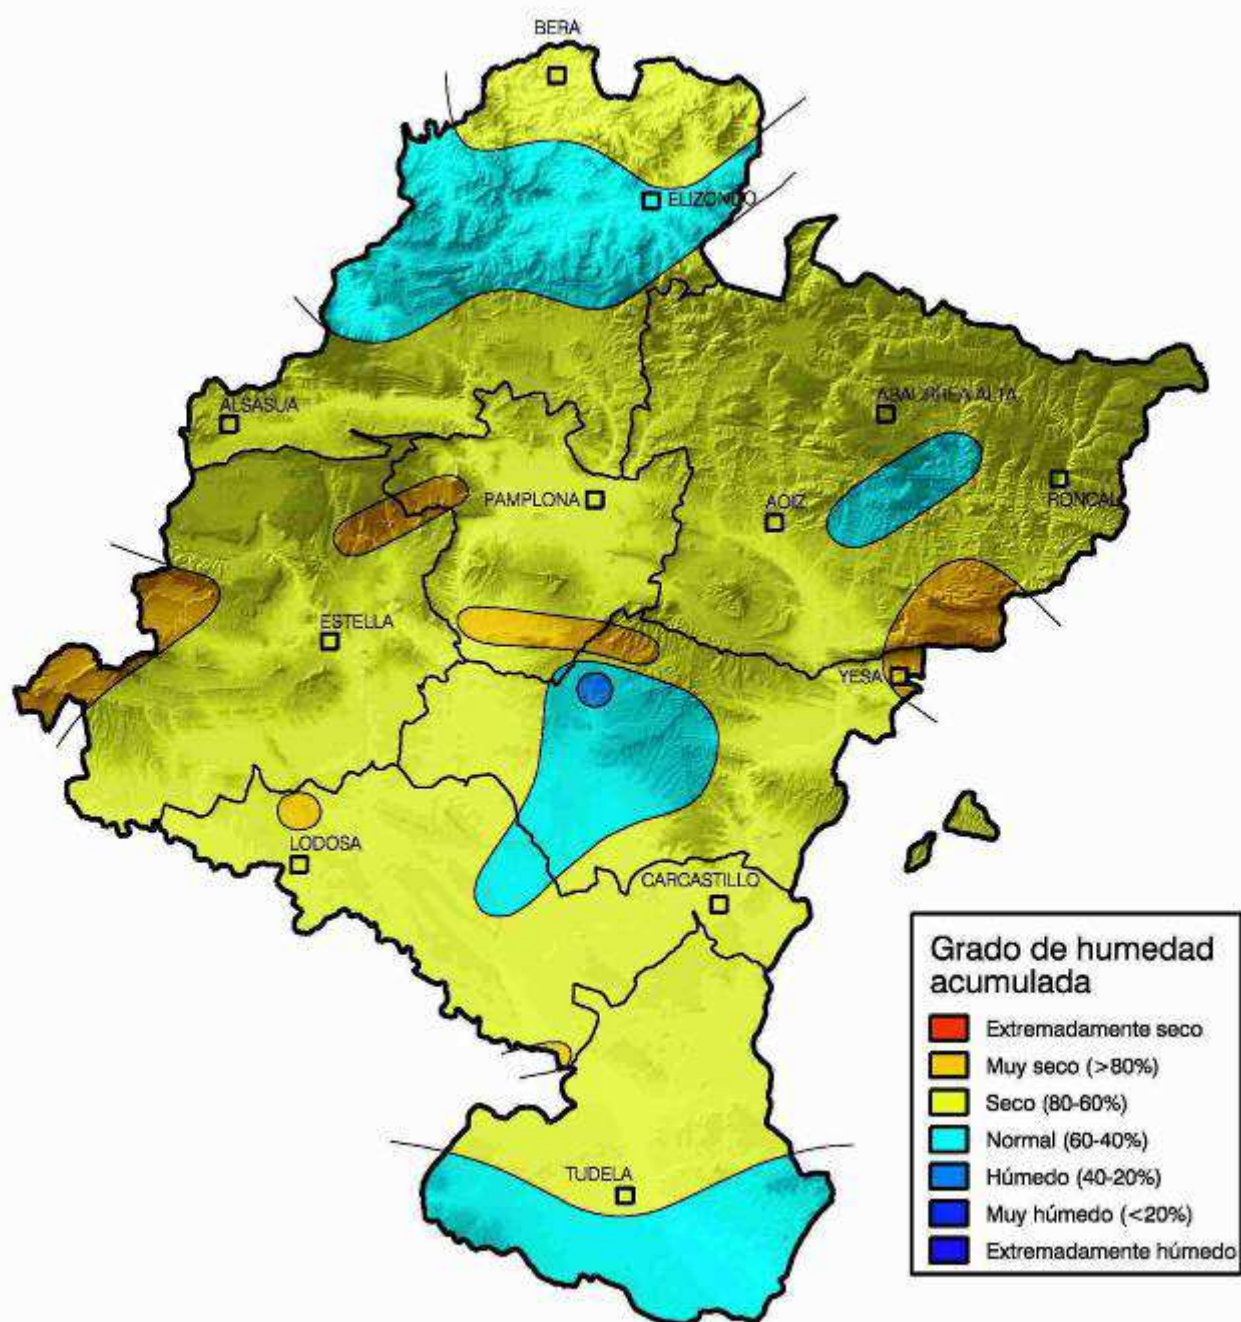 BERA
ELIZONDO
ALSASUA
ABAURREA ALTA
PAMPLONA
AOIZ
RONCAL
ESTELLA
YESA
LODOSA
CARCASTILLO
TUDELA
Grado de humedad
acumulada
Extremadamente seco
Muy seco (>80%)
Seco (80-60%)
Normal (60-40%)
Húmedo (40-20%)
Muy húmedo (<20%)
Extremadamente húmedo